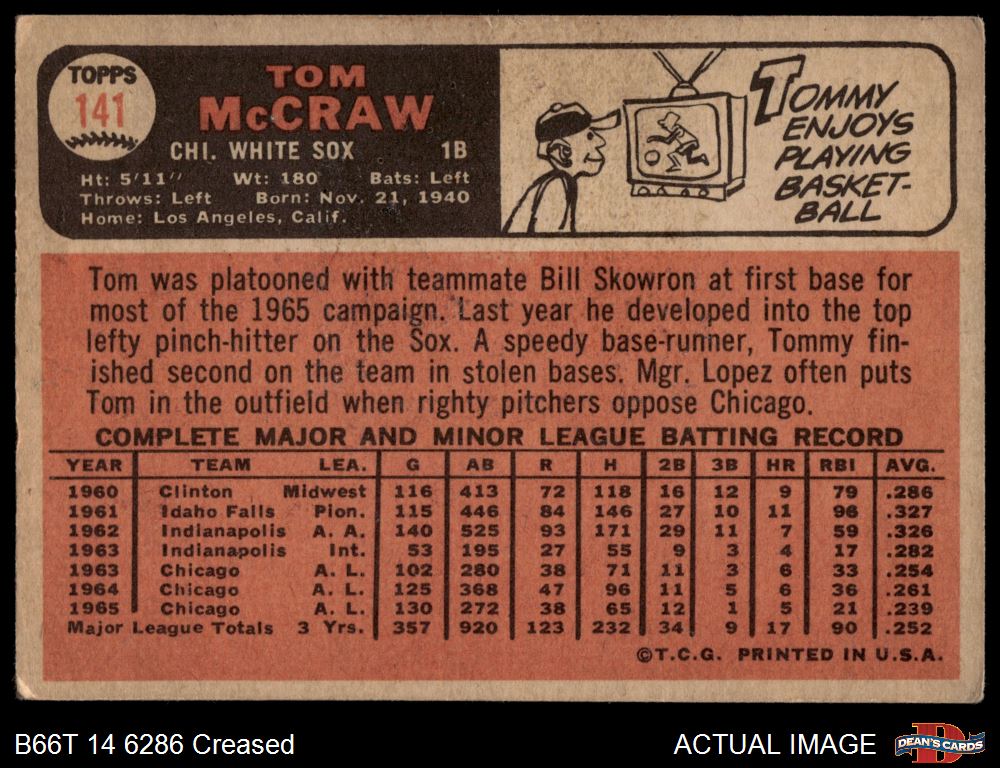 TOPPS
141
TOM
McCRAW
CHI. WHITE SOX 1B
Ht: 5'11" Wt: 180 Bats: Left
Throws: Left Born: Nov. 21, 1940
Home: Los Angeles, Calif.
TOMMY
ENJOYS
PLAYING
BASKET-
BALL
Tom was platooned with teammate Bill Skowron at first base for
most of the 1965 campaign. Last year he developed into the top
lefty pinch-hitter on the Sox. A speedy base-runner, Tommy fin-
ished second on the team in stolen bases. Mgr. Lopez often puts
Tom in the outfield when righty pitchers oppose Chicago.
COMPLETE MAJOR AND MINOR LEAGUE BATTING RECORD
YEAR TEAM LEA. G AB R H 2B 3B HR RBI AVG.
1960 Clinton Midwest 116 413 72 118 16 12 9 79 .286
1961 Idaho Falls Pion. 115 446 84 146 27 10 11 96 .327
1962 Indianapolis A. A. 140 525 93 171 29 11 7 59 .326
1963 Indianapolis Int. 53 195 27 55 9 3 4 17 .282
1963 Chicago A. L. 102 280 38 71 11 3 6 33 .254
1964 Chicago A. L. 125 368 47 96 11 5 6 36 .261
1965 Chicago A. L. 130 272 38 65 12 1 5 21 .239
Major League Totals 3 Yrs. 357 920 123 232 34 9 17 90 .252
©T.C.G. PRINTED IN U.S.A.
B66T 14 6286 Creased
ACTUAL IMAGE
DEAN'S CARDS